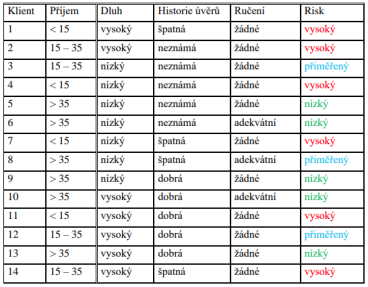 Klient Příjem Dluh Historie úvěrů Ručení Risk
1 < 15 vysoký špatná žádné vysoký
2 15 – 35 vysoký neznámá žádné vysoký
3 15 – 35 nízký neznámá žádné přiměřený
4 < 15 nízký neznámá žádné vysoký
5 > 35 nízký neznámá žádné nízký
6 > 35 nízký neznámá adekvátní nízký
7 < 15 nízký špatná žádné vysoký
8 > 35 nízký špatná adekvátní přiměřený
9 > 35 nízký dobrá žádné nízký
10 > 35 vysoký dobrá adekvátní nízký
11 < 15 vysoký dobrá žádné vysoký
12 15 – 35 vysoký dobrá žádné přiměřený
13 > 35 vysoký dobrá žádné nízký
14 15 – 35 vysoký špatná žádné vysoký